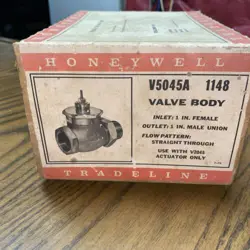 HONEYWELL
V5045A 1148
VALVE BODY
INLET: 1 IN. FEMALE
OUTLET: 1 IN. MALE UNION
FLOW PATTERN:
STRAIGHT THROUGH
USE WITH V2045
ACTUATOR ONLY
TRADELINE